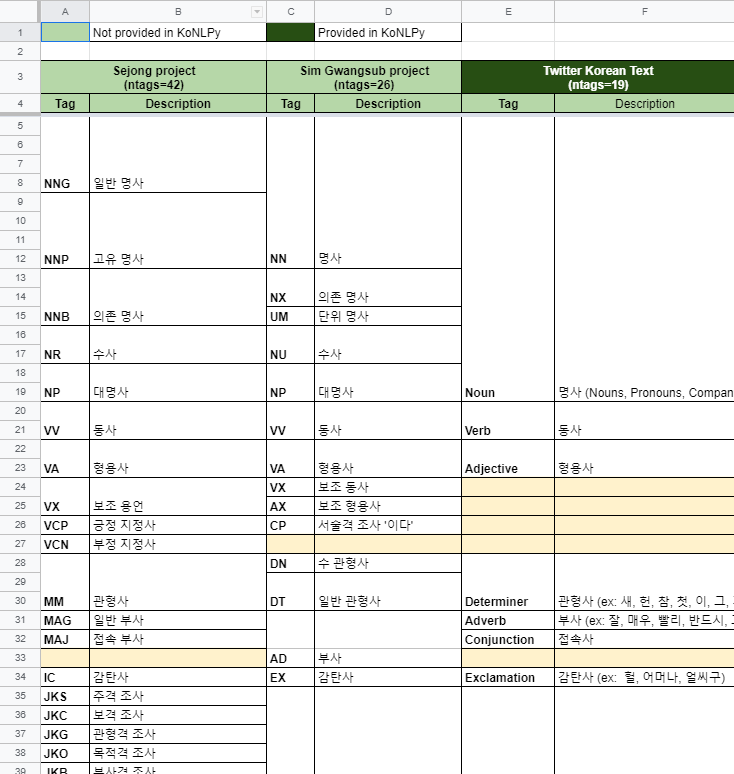 A B C D E F
1 Not provided in KoNLPy Provided in KoNLPy
2
3 Sejong project (ntags=42) Sim Gwangsub project (ntags=26) Twitter Korean Text (ntags=19)
4 Tag Description Tag Description Tag Description
5
6
7
8 NNG 일반 명사
9
10
11
12 NNP 고유 명사 NN 명사
13
14 NX 의존 명사
15 NNB 의존 명사 UM 단위 명사
16
17 NR 수사 NU 수사
18
19 NP 대명사 NP 대명사 Noun 명사 (Nouns, Pronouns, Compan
20
21 VV 동사 VV 동사 Verb 동사
22
23 VA 형용사 VA 형용사 Adjective 형용사
24 VX 보조 동사
25 VX 보조 용언 AX 보조 형용사
26 VCP 긍정 지정사 CP 서술격 조사 '이다'
27 VCN 부정 지정사
28 DN 수 관형사
29
30 MM 관형사 DT 일반 관형사 Determiner 관형사 (ex: 새, 헌, 참, 첫, 이, 그,
31 MAG 일반 부사 Adverb 부사 (ex: 잘, 매우, 빨리, 반드시,
32 MAJ 접속 부사 Conjunction 접속사
33 AD 부사
34 IC 감탄사 EX 감탄사 Exclamation 감탄사 (ex: 헐, 어머나, 얼씨구)
35 JKS 주격 조사
36 JKC 보격 조사
37 JKG 관형격 조사
38 JKO 목적격 조사
39 JKB 부사격 조사